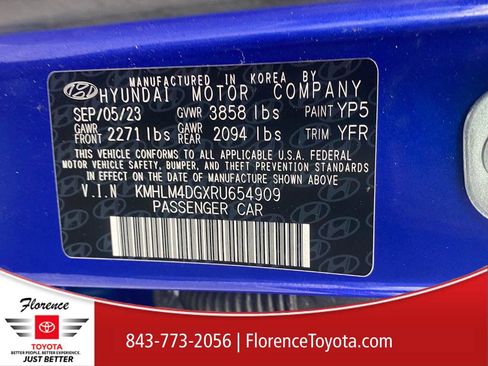 MANUFACTURED IN KOREA BY
HYUNDAI MOTOR COMPANY
SEP/05/23 GVWR 3858 lbs PAINT YP5
GAWR FRONT 2271 lbs GAWR REAR 2094 lbs TRIM YFR
THIS VEHICLE CONFORMS TO ALL APPLICABLE U.S.A. FEDERAL
MOTOR VEHICLE SAFETY, BUMPER, AND THEFT PREVENTION STANDARDS
IN EFFECT ON THE DATE OF MANUFACTURE SHOWN ABOVE.
V.I.N KMHLM4DGXRU654909
PASSENGER CAR
Florence
TOYOTA
BETTER PEOPLE. BETTER EXPERIENCE.
JUST BETTER
843-773-2056 | FlorenceToyota.com